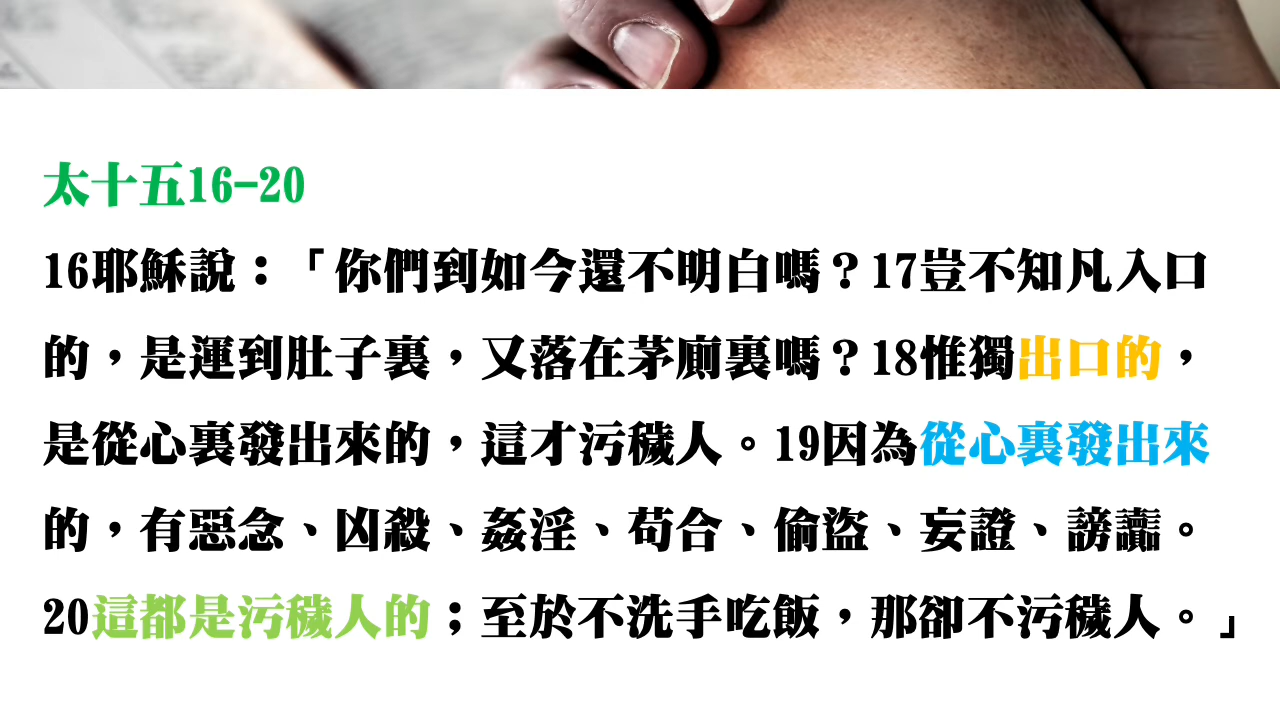 太十五16-20
16耶穌說：「你們到如今還不明白嗎？17豈不知凡入口
的，是運到肚子裏，又落在茅廁裏嗎？18惟獨出口的，
是從心裏發出來的，這才污穢人。19因為從心裏發出來
的，有惡念、凶殺、姦淫、苟合、偷盜、妄證、謗讟。
20這都是污穢人的；至於不洗手吃飯，那卻不污穢人。」